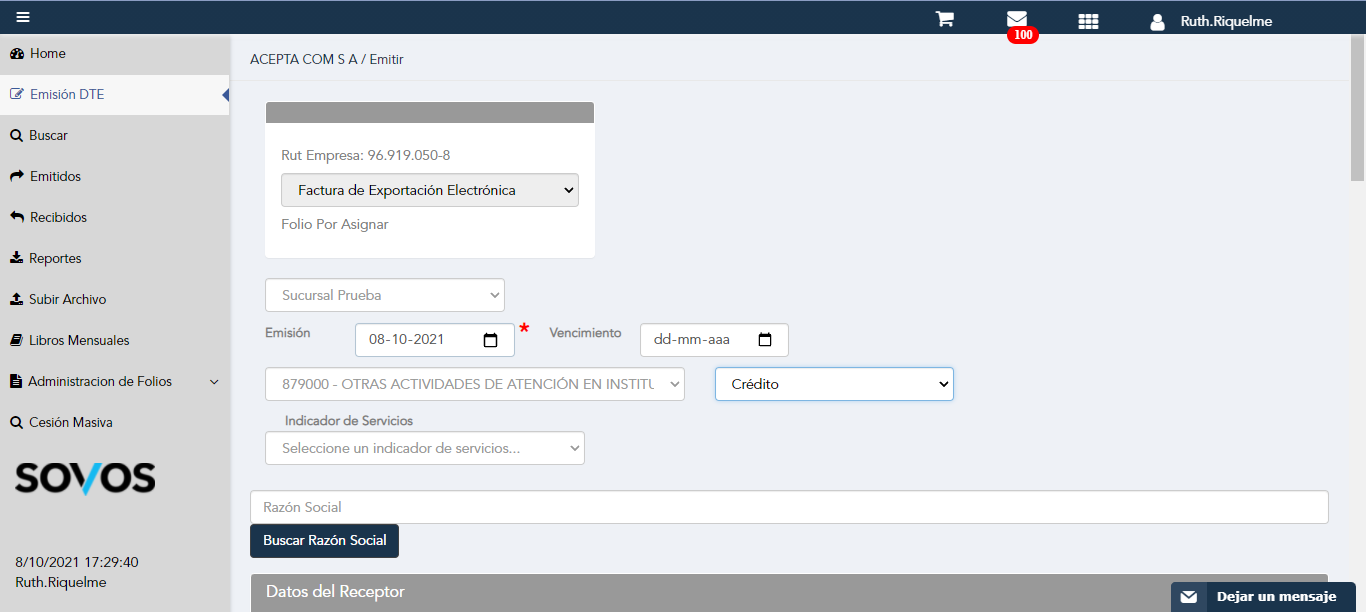 Ruth.Riquelme
100
Home
ACEPTA COM S A / Emitir
Emisión DTE
Buscar
Emitidos
Recibidos
Reportes
Subir Archivo
Libros Mensuales
Administracion de Folios
Cesión Masiva
SOVOS
8/10/2021 17:29:40
Ruth.Riquelme
Rut Empresa: 96.919.050-8
Factura de Exportación Electrónica
Folio Por Asignar
Sucursal Prueba
Emisión 08-10-2021 * Vencimiento dd-mm-aaa
879000 - OTRAS ACTIVIDADES DE ATENCIÓN EN INSTITU Crédito
Indicador de Servicios
Seleccione un indicador de servicios...
Razón Social
Buscar Razón Social
Datos del Receptor
Dejar un mensaje